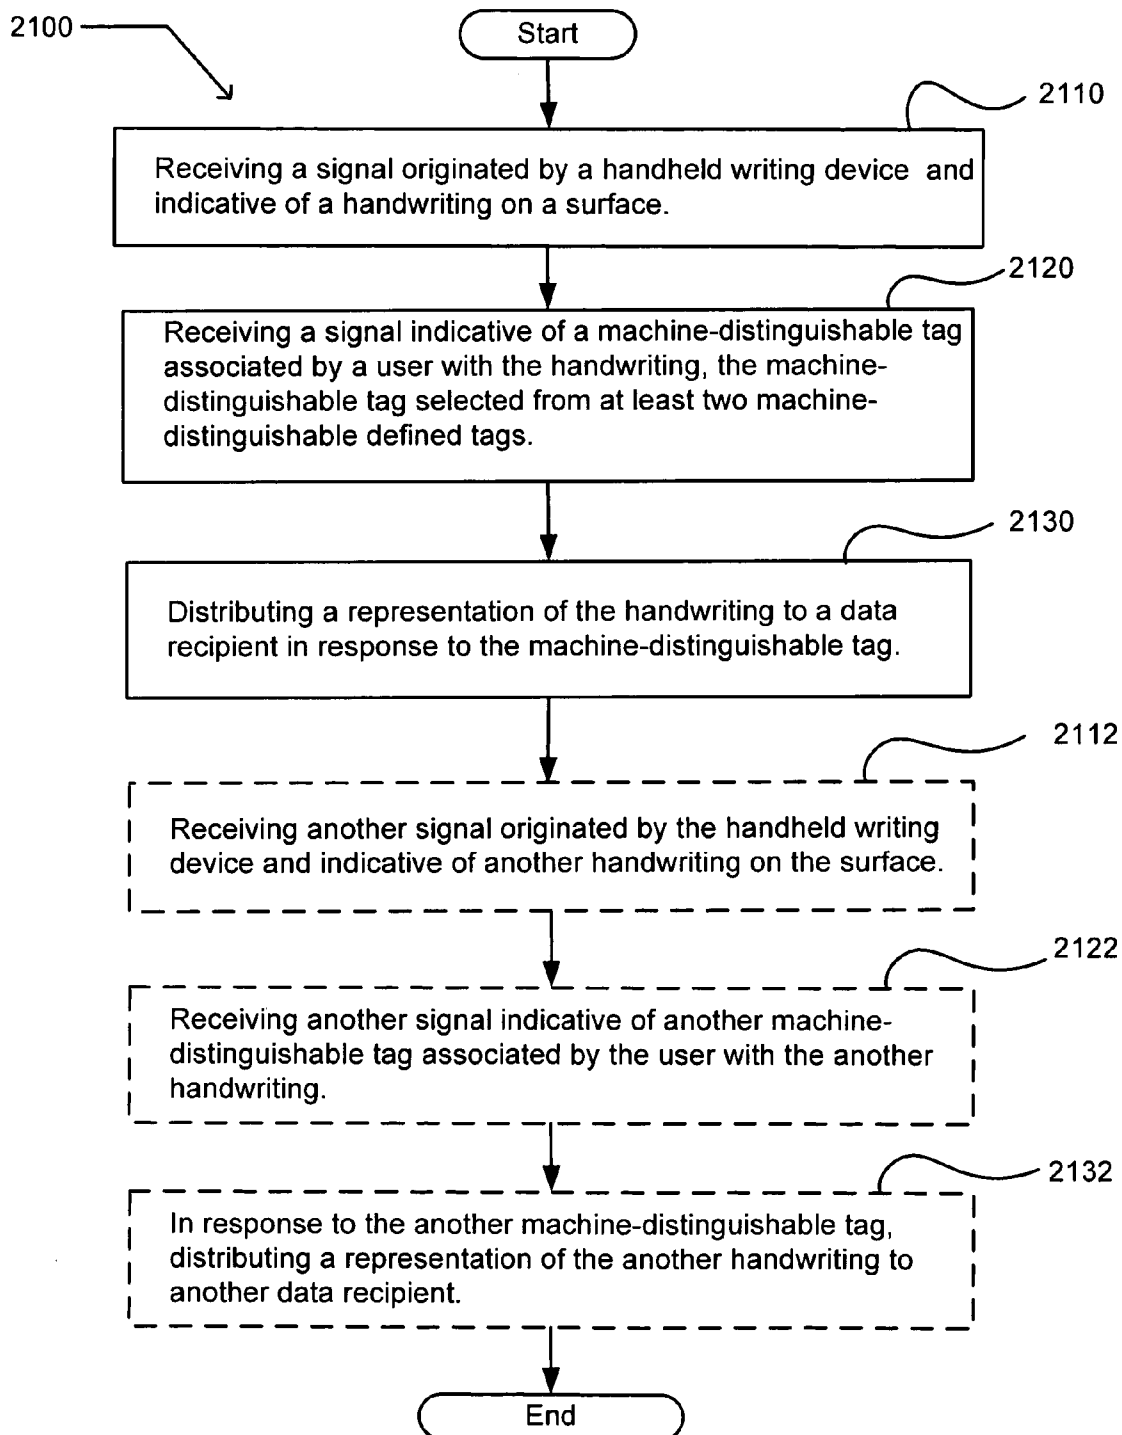 2100
Start
2110
Receiving a signal originated by a handheld writing device and
indicative of a handwriting on a surface.
2120
Receiving a signal indicative of a machine-distinguishable tag
associated by a user with the handwriting, the machine-
distinguishable tag selected from at least two machine-
distinguishable defined tags.
2130
Distributing a representation of the handwriting to a data
recipient in response to the machine-distinguishable tag.
2112
Receiving another signal originated by the handheld writing
device and indicative of another handwriting on the surface.
2122
Receiving another signal indicative of another machine-
distinguishable tag associated by the user with the another
handwriting.
2132
In response to the another machine-distinguishable tag,
distributing a representation of the another handwriting to
another data recipient.
End